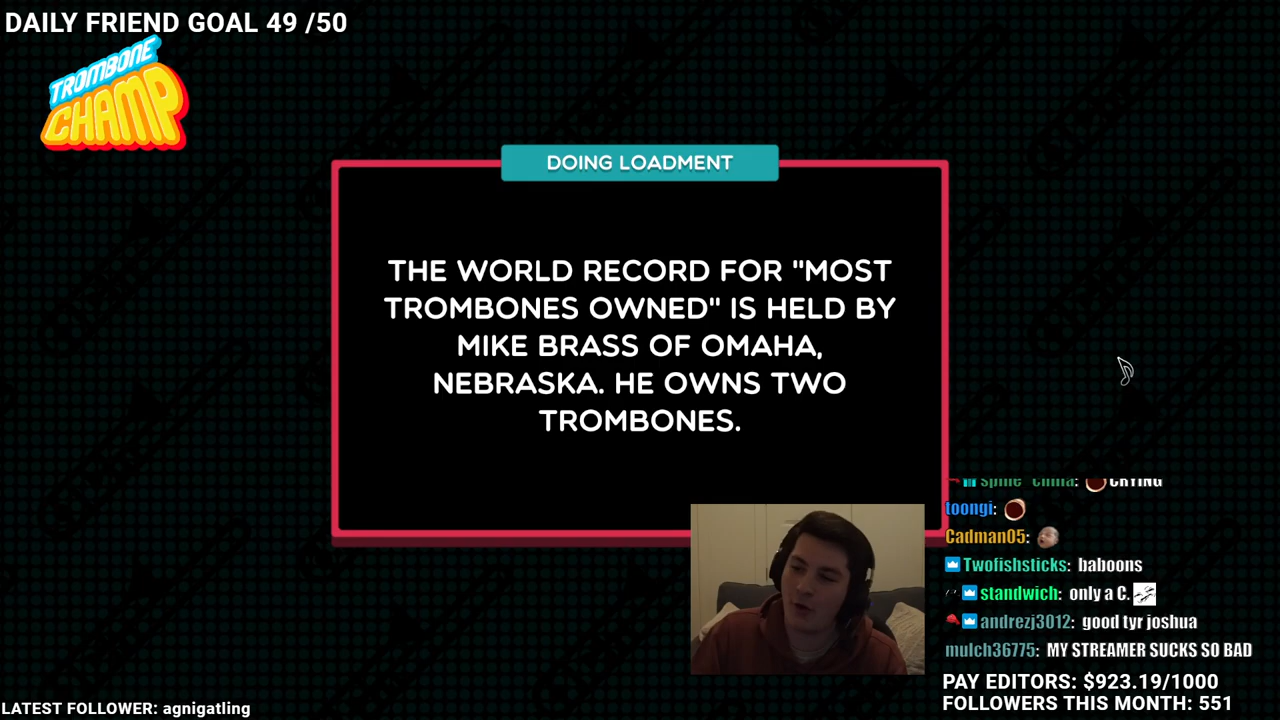 DAILY FRIEND GOAL 49 /50
TROMBONE
CHAMP
DOING LOADMENT
THE WORLD RECORD FOR "MOST
TROMBONES OWNED" IS HELD BY
MIKE BRASS OF OMAHA,
NEBRASKA. HE OWNS TWO
TROMBONES.
CRYING
toongi:
Cadman05:
Twofishsticks: baboons
standwich: only a C.
andrezj3012: good tyr joshua
mulch36775: MY STREAMER SUCKS SO BAD
PAY EDITORS: $923.19/1000
FOLLOWERS THIS MONTH: 551
LATEST FOLLOWER: agnigatling